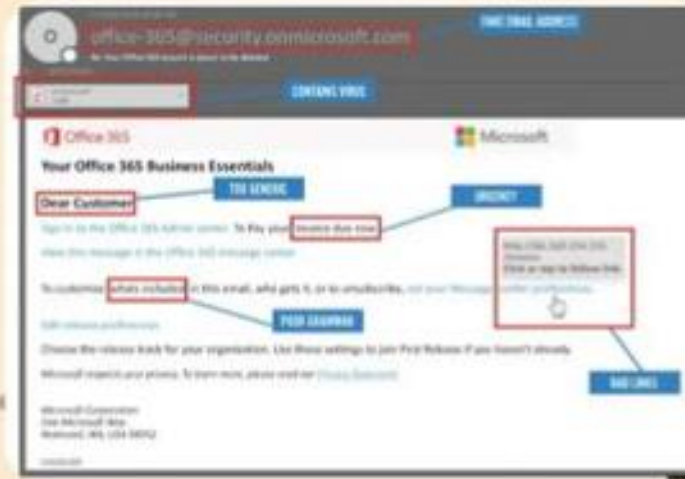 FAKE EMAIL ADDRESS
office-365@security.onmicrosoft.com
CONTAINS VIRUS
Office 365
Microsoft
Your Office 365 Business Essentials
TOO GENERIC
URGENCY
Dear Customer
Sign in to the Office 365 Admin center To Pay your invoice due now
View this message in the Office 365 message center
Click or tap to follow link
To customize whats included in this email, who gets it, or to unsubscribe, set your Message center preferences.
POOR GRAMMAR
Edit release preferences
Choose the release track for your organization. Use these settings to join First Release if you haven't already.
BAD LINKS
Microsoft respects your privacy. To learn more, please read our Privacy Statement
Microsoft Corporation
One Microsoft Way
Redmond, WA, USA 98052